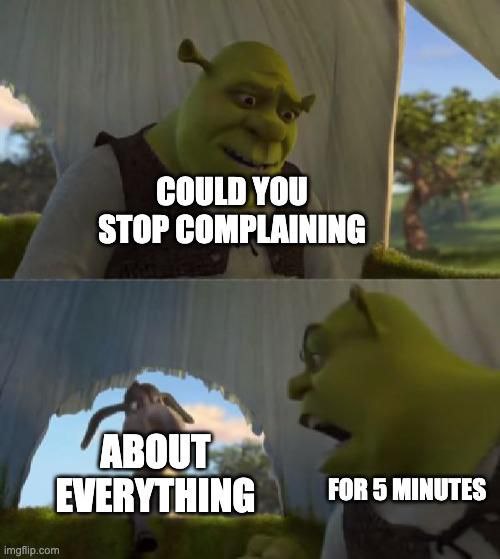 COULD YOU
STOP COMPLAINING
ABOUT
EVERYTHING
FOR 5 MINUTES
imgflip.com